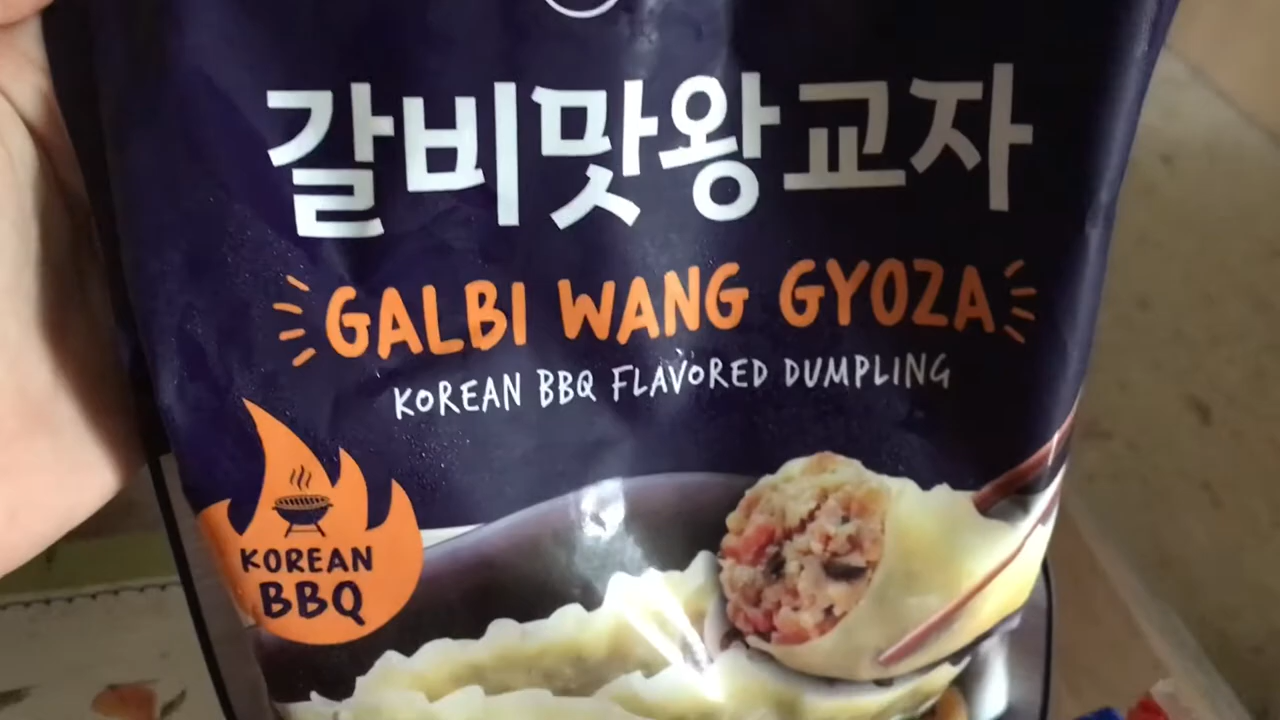 갈비맛왕교자
GALBI WANG GYOZA
KOREAN BBQ FLAVORED DUMPLING
KOREAN
BBQ